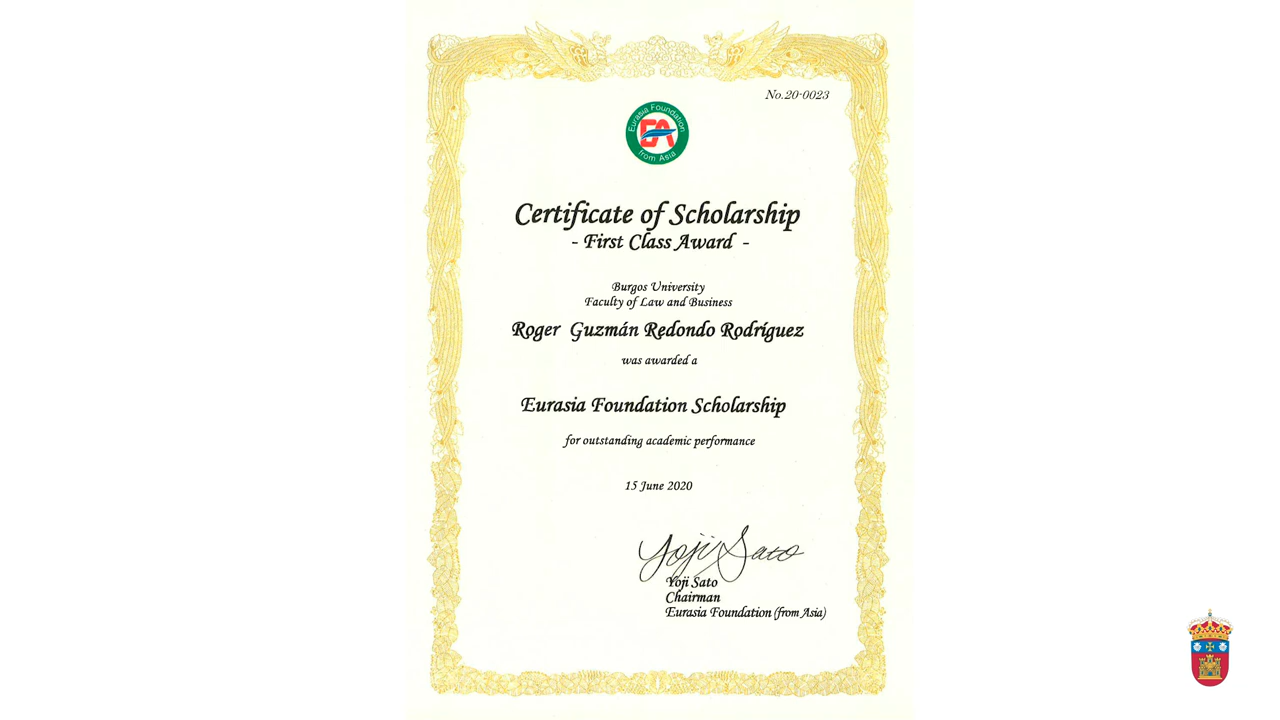 No.20-0023
Eurasia Foundation
EA
from Asia
Certificate of Scholarship
- First Class Award -
Burgos University
Faculty of Law and Business
Roger Guzmán Redondo Rodríguez
was awarded a
Eurasia Foundation Scholarship
for outstanding academic performance
15 June 2020
Yoji Sato
Yoji Sato
Chairman
Eurasia Foundation (from Asia)